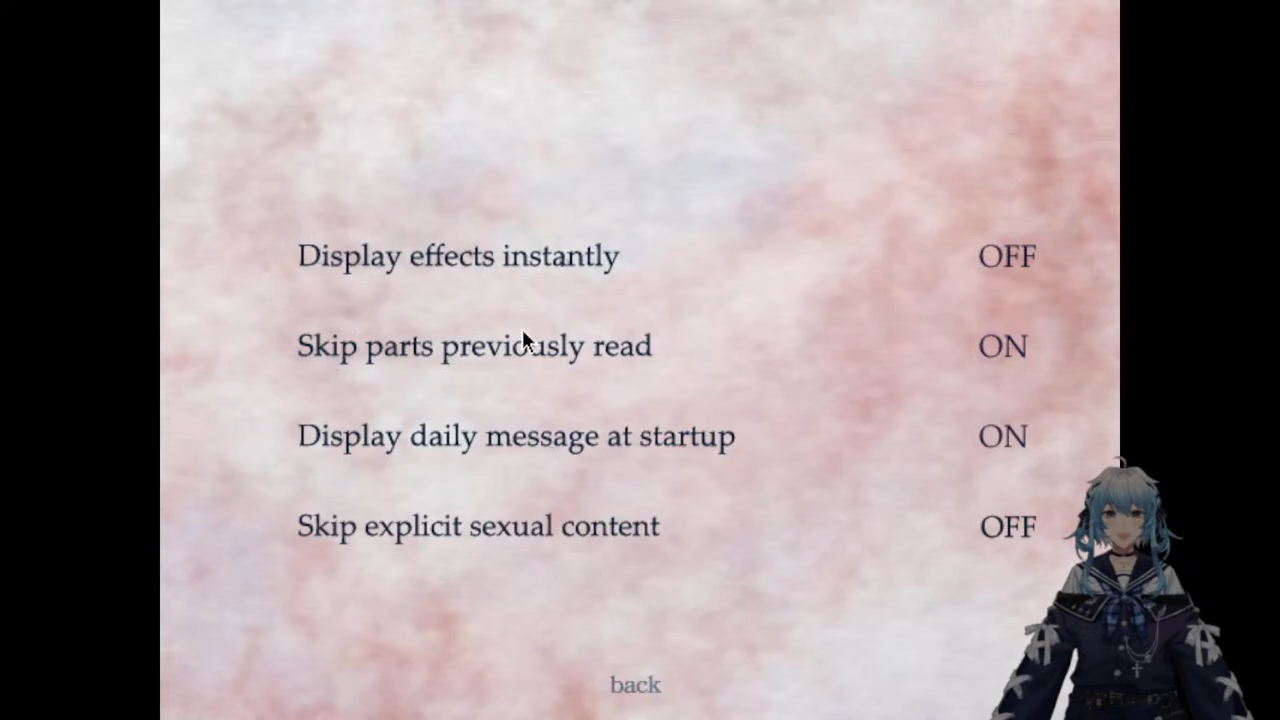 Display effects instantly OFF
Skip parts previously read ON
Display daily message at startup ON
Skip explicit sexual content OFF
back